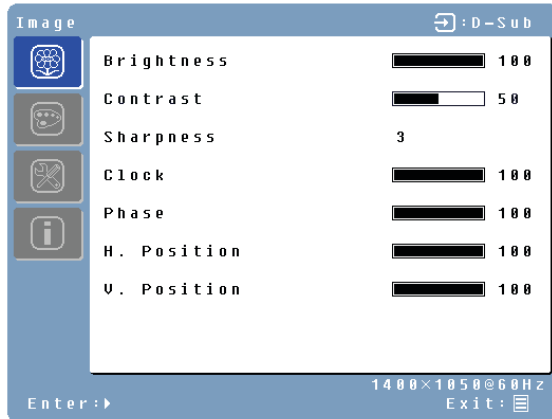 Image :D-Sub
Brightness 100
Contrast 50
Sharpness 3
Clock 100
Phase 100
H. Position 100
V. Position 100
1400×1050@60Hz
Enter: Exit: